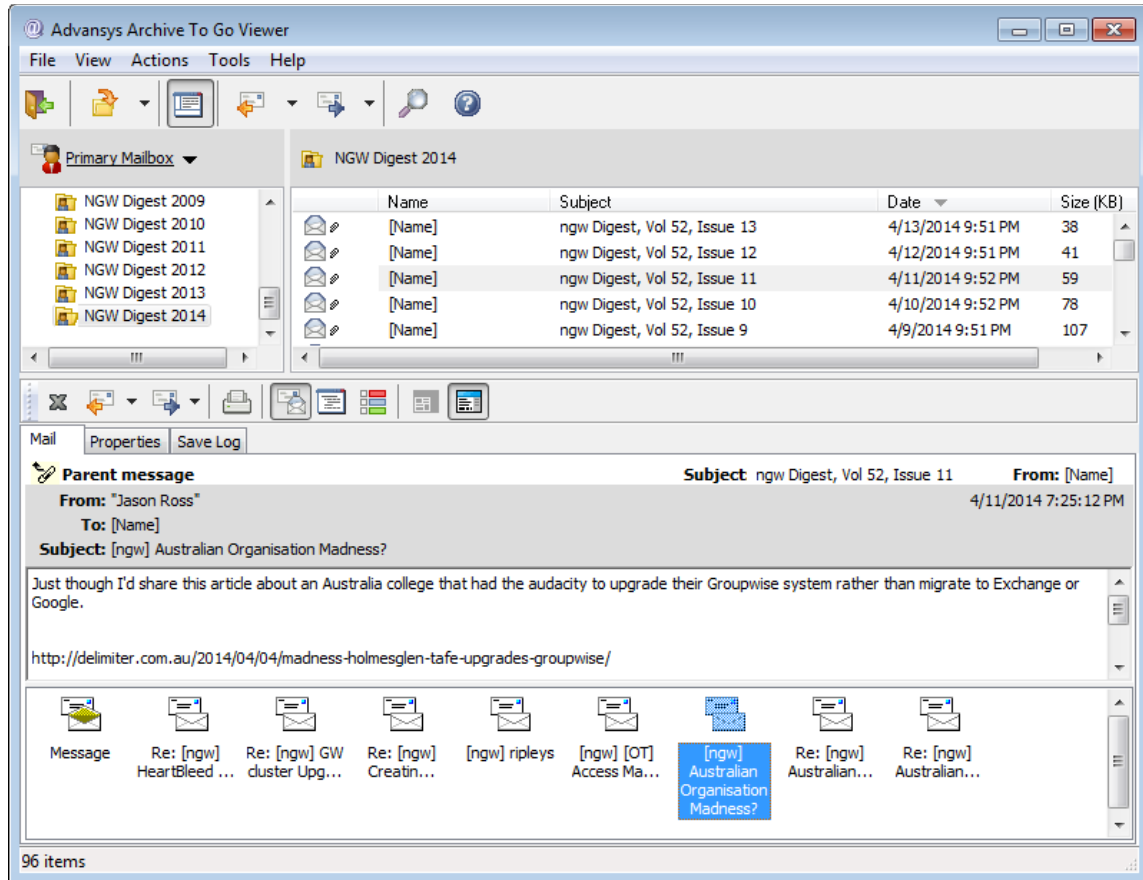 Advansys Archive To Go Viewer
File View Actions Tools Help
Primary Mailbox
NGW Digest 2014
NGW Digest 2009
NGW Digest 2010
NGW Digest 2011
NGW Digest 2012
NGW Digest 2013
NGW Digest 2014
Name Subject Date Size (KB)
[Name] ngw Digest, Vol 52, Issue 13 4/13/2014 9:51 PM 38
[Name] ngw Digest, Vol 52, Issue 12 4/12/2014 9:51 PM 41
[Name] ngw Digest, Vol 52, Issue 11 4/11/2014 9:52 PM 59
[Name] ngw Digest, Vol 52, Issue 10 4/10/2014 9:52 PM 78
[Name] ngw Digest, Vol 52, Issue 9 4/9/2014 9:51 PM 107
Mail Properties Save Log
Parent message Subject ngw Digest, Vol 52, Issue 11 From: [Name]
From: "Jason Ross" 4/11/2014 7:25:12 PM
To: [Name]
Subject: [ngw] Australian Organisation Madness?
Just though I'd share this article about an Australia college that had the audacity to upgrade their Groupwise system rather than migrate to Exchange or
Google.
http://delimiter.com.au/2014/04/04/madness-holmesglen-tafe-upgrades-groupwise/
Message Re: [ngw] Re: [ngw] GW Re: [ngw] [ngw] ripleys [ngw] [OT] [ngw] Re: [ngw] Re: [ngw]
HeartBleed ... cluster Upg... Creatin... Access Ma... Australian Australian... Australian...
Organisation
Madness?
96 items